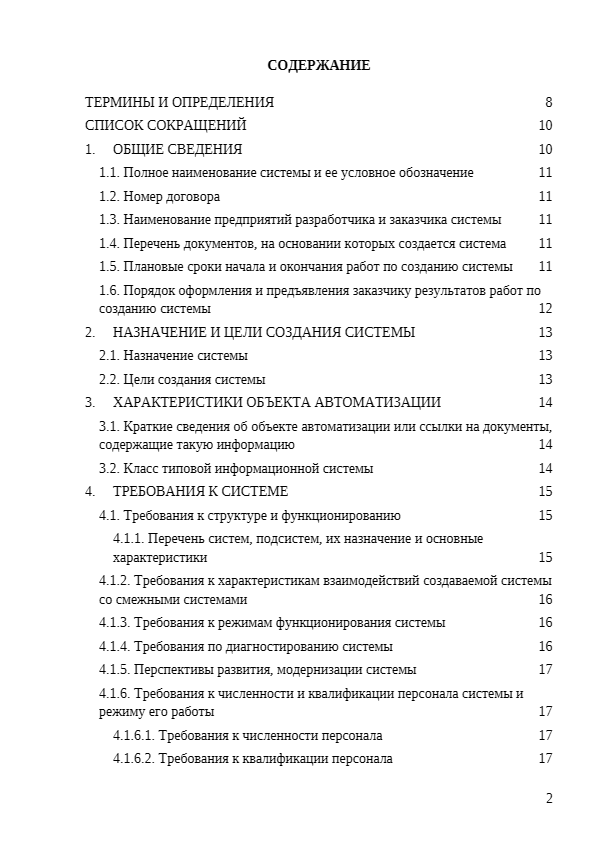 СОДЕРЖАНИЕ
ТЕРМИНЫ И ОПРЕДЕЛЕНИЯ 8
СПИСОК СОКРАЩЕНИЙ 10
1. ОБЩИЕ СВЕДЕНИЯ 10
1.1. Полное наименование системы и ее условное обозначение 11
1.2. Номер договора 11
1.3. Наименование предприятий разработчика и заказчика системы 11
1.4. Перечень документов, на основании которых создается система 11
1.5. Плановые сроки начала и окончания работ по созданию системы 11
1.6. Порядок оформления и предъявления заказчику результатов работ по
созданию системы 12
2. НАЗНАЧЕНИЕ И ЦЕЛИ СОЗДАНИЯ СИСТЕМЫ 13
2.1. Назначение системы 13
2.2. Цели создания системы 13
3. ХАРАКТЕРИСТИКИ ОБЪЕКТА АВТОМАТИЗАЦИИ 14
3.1. Краткие сведения об объекте автоматизации или ссылки на документы,
содержащие такую информацию 14
3.2. Класс типовой информационной системы 14
4. ТРЕБОВАНИЯ К СИСТЕМЕ 15
4.1. Требования к структуре и функционированию 15
4.1.1. Перечень систем, подсистем, их назначение и основные
характеристики 15
4.1.2. Требования к характеристикам взаимодействий создаваемой системы
со смежными системами 16
4.1.3. Требования к режимам функционирования системы 16
4.1.4. Требования по диагностированию системы 16
4.1.5. Перспективы развития, модернизации системы 17
4.1.6. Требования к численности и квалификации персонала системы и
режиму его работы 17
4.1.6.1. Требования к численности персонала 17
4.1.6.2. Требования к квалификации персонала 17
2